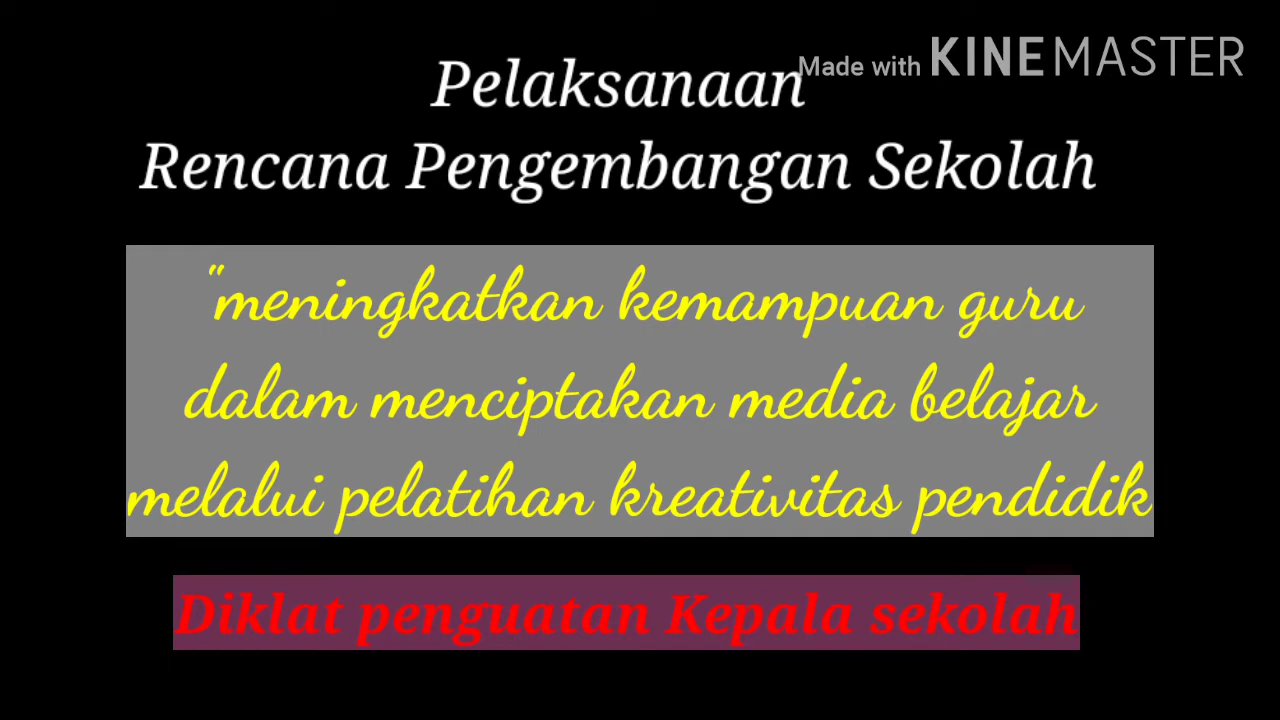 Made with KINEMASTER
Pelaksanaan
Rencana Pengembangan Sekolah
"meningkatkan kemampuan guru
dalam menciptakan media belajar
melalui pelatihan kreativitas pendidik
Diklat penguatan Kepala sekolah